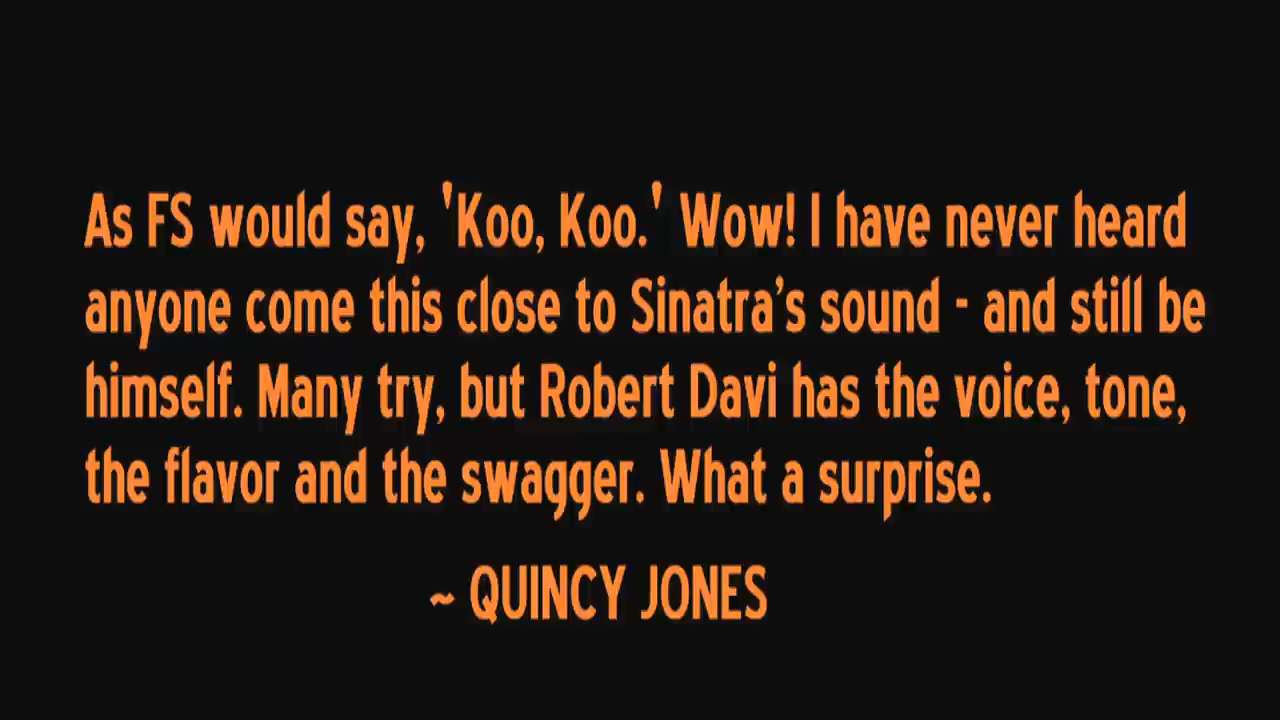 As FS would say, 'Koo, Koo.' Wow! I have never heard
anyone come this close to Sinatra’s sound - and still be
himself. Many try, but Robert Davi has the voice, tone,
the flavor and the swagger. What a surprise.
~ QUINCY JONES